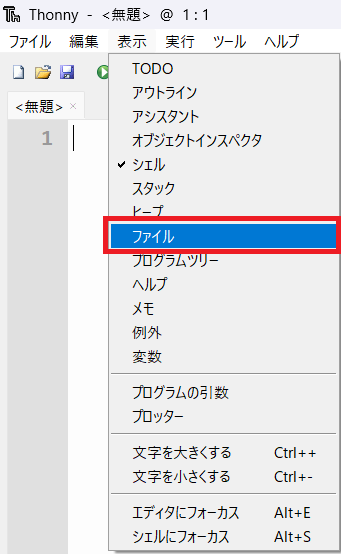 Thonny - <無題> @ 1:1
ファイル 編集 表示 実行 ツール ヘルプ
<無題> ×
1
TODO
アウトライン
アシスタント
オブジェクトインスペクタ
シェル
スタック
ヒープ
ファイル
プログラムツリー
ヘルプ
メモ
例外
変数
プログラムの引数
プロッター
文字を大きくする Ctrl++
文字を小さくする Ctrl+-
エディタにフォーカス Alt+E
シェルにフォーカス Alt+S